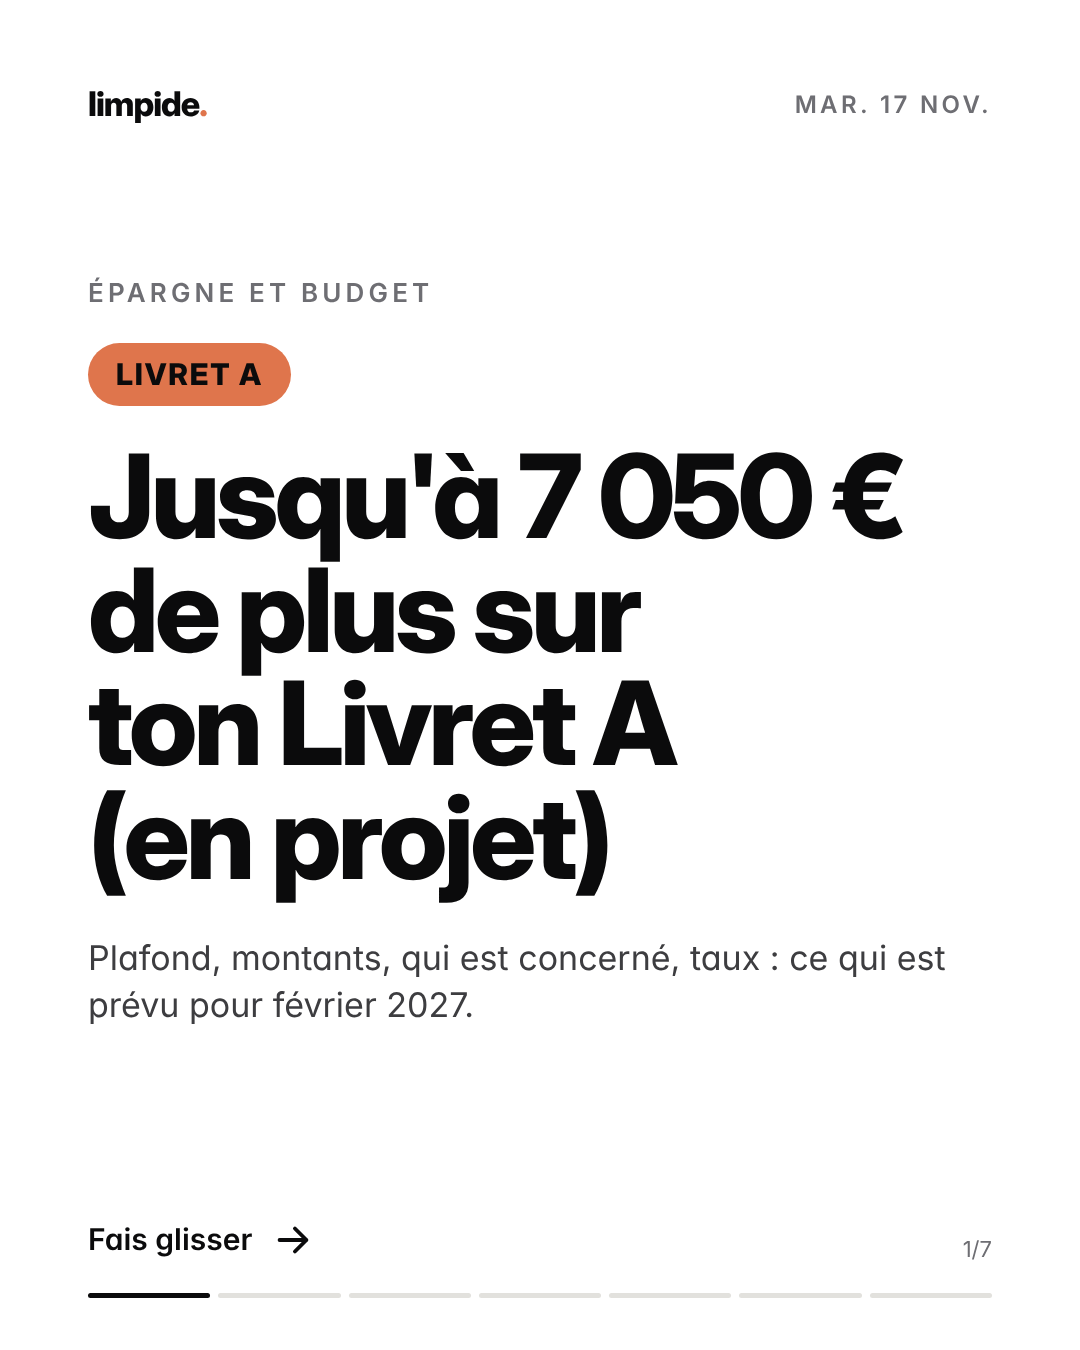 limpide.
MAR. 17 NOV.
ÉPARGNE ET BUDGET
LIVRET A
Jusqu'à 7 050 €
de plus sur
ton Livret A
(en projet)
Plafond, montants, qui est concerné, taux : ce qui est
prévu pour février 2027.
Fais glisser →
1/7